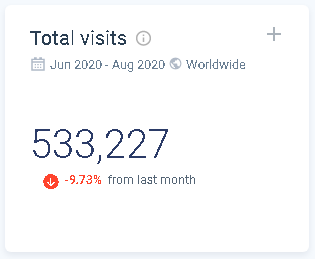 Total visits
Jun 2020 - Aug 2020 Worldwide
533,227
-9.73% from last month